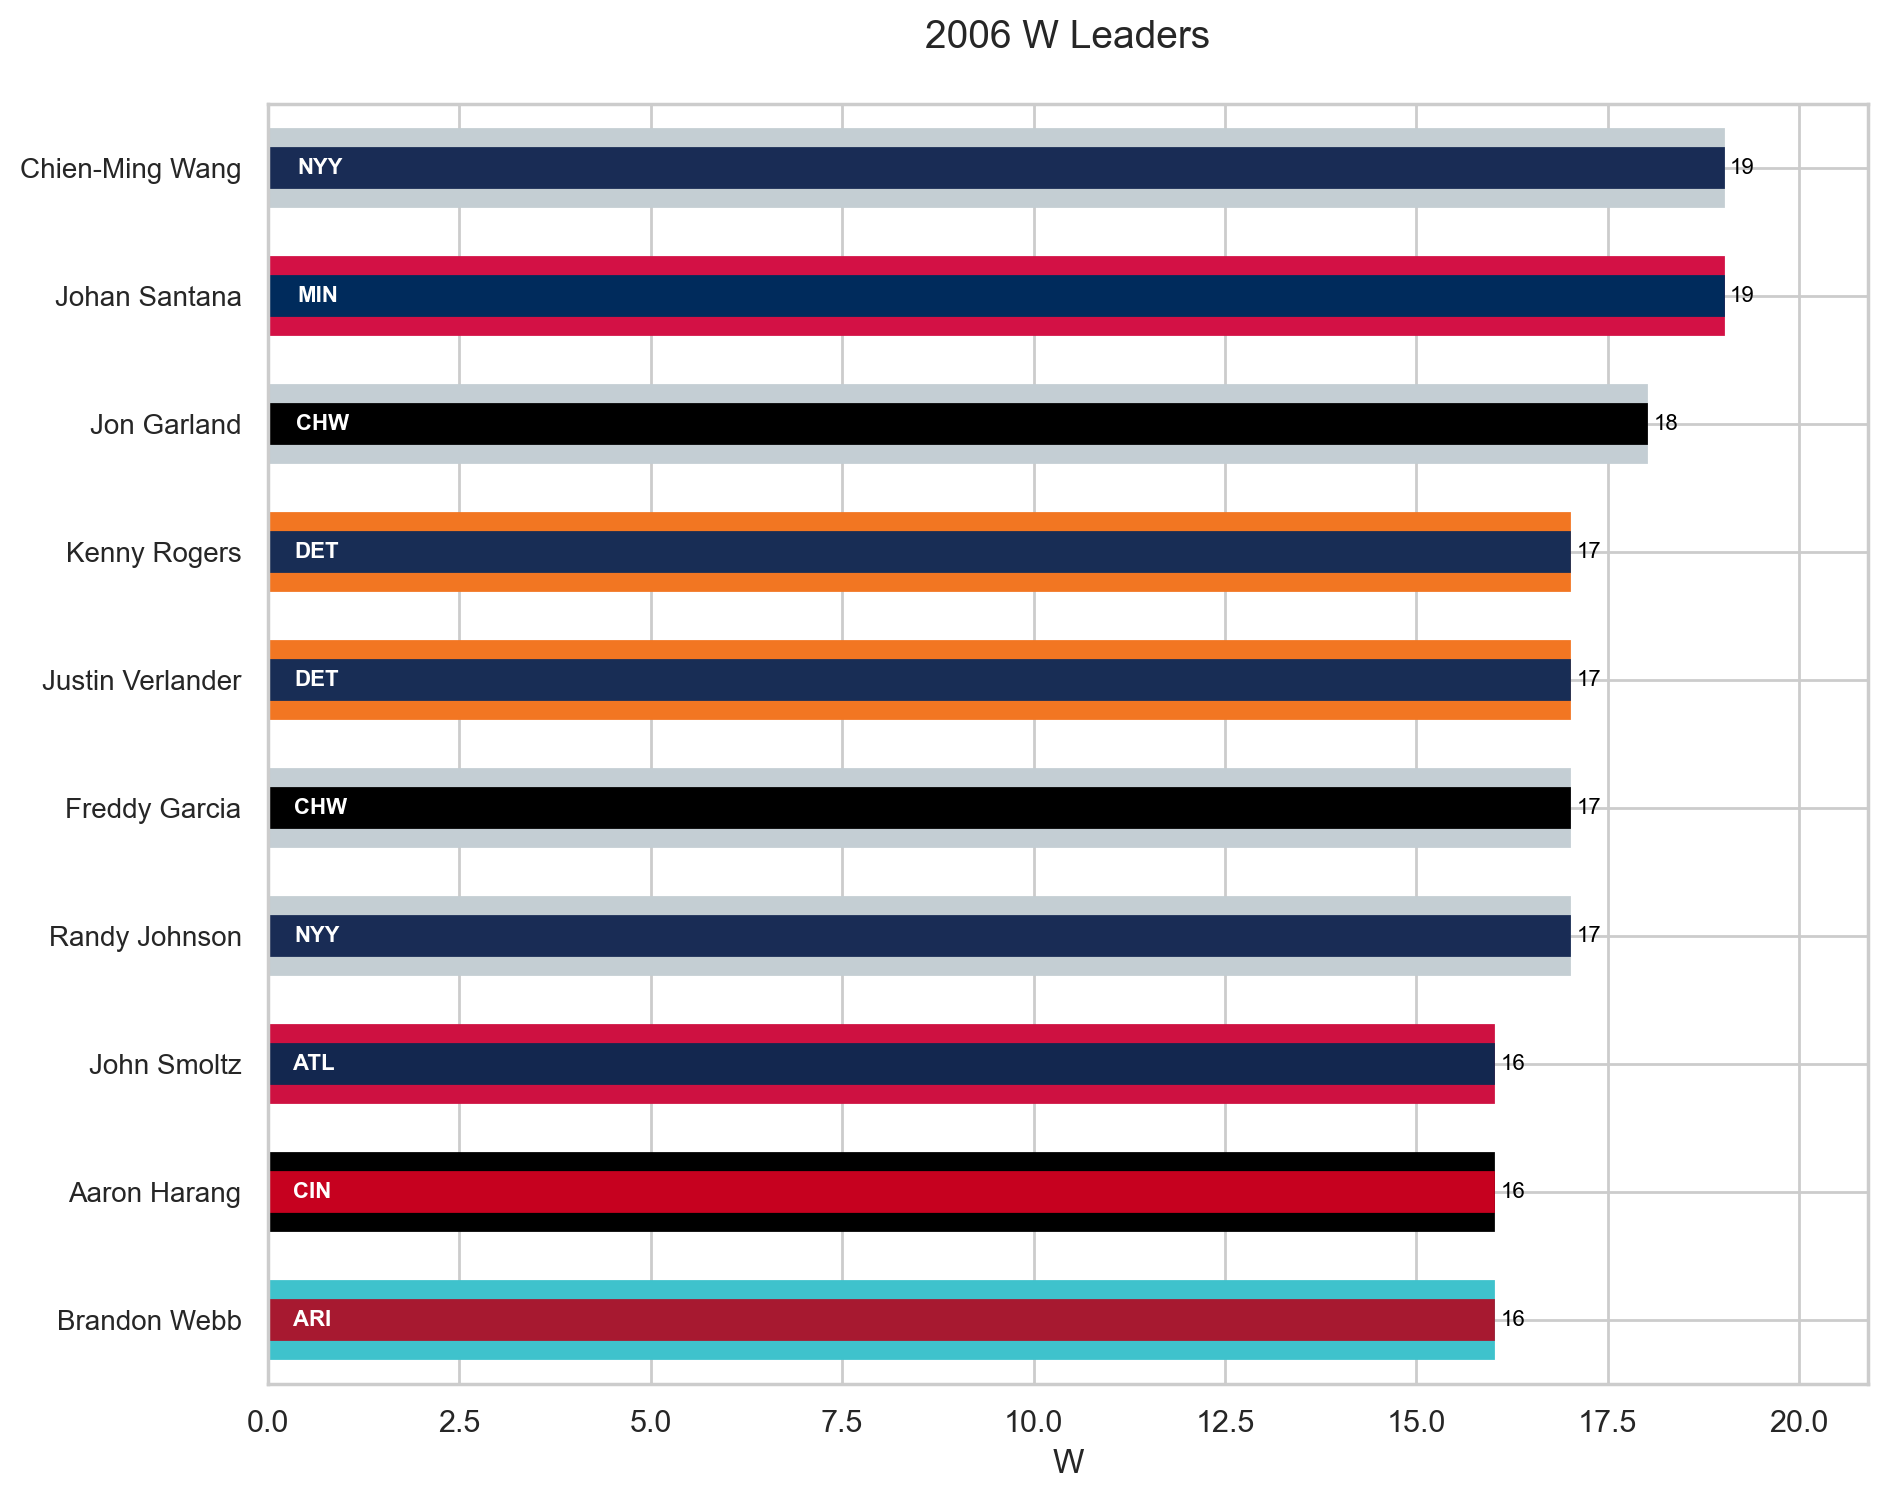 2006 W Leaders
Chien-Ming Wang NYY 19
Johan Santana MIN 19
Jon Garland CHW 18
Kenny Rogers DET 17
Justin Verlander DET 17
Freddy Garcia CHW 17
Randy Johnson NYY 17
John Smoltz ATL 16
Aaron Harang CIN 16
Brandon Webb ARI 16
0.0 2.5 5.0 7.5 10.0 12.5 15.0 17.5 20.0
W